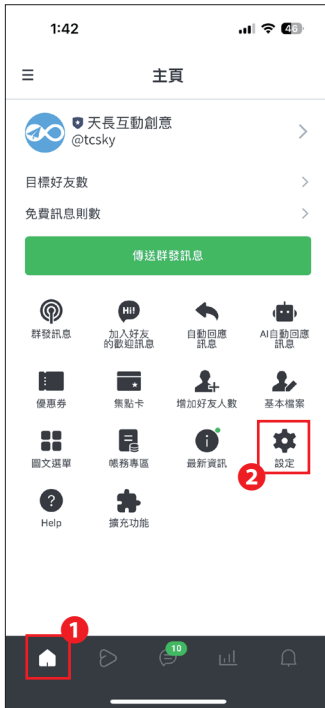 1:42
46
主頁
天長互動創意
@tcsky
目標好友數
免費訊息則數
傳送群發訊息
群發訊息
Hi!
加入好友
的歡迎訊息
自動回應
訊息
AI自動回應
訊息
優惠券
集點卡
增加好友人數
基本檔案
圖文選單
帳務專區
最新資訊
設定
2
Help
擴充功能
1
10